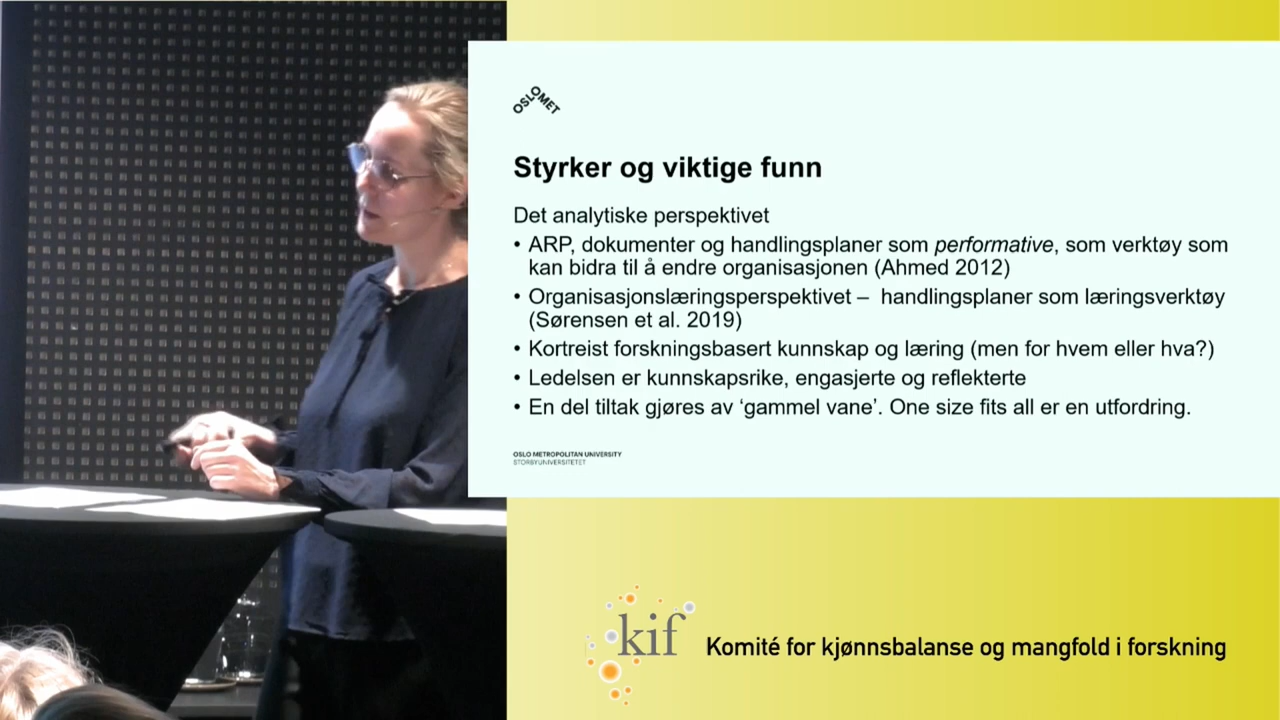 OSLOMET
Styrker og viktige funn
Det analytiske perspektivet
• ARP, dokumenter og handlingsplaner som performative, som verktøy som
kan bidra til å endre organisasjonen (Ahmed 2012)
• Organisasjonslæringsperspektivet – handlingsplaner som læringsverktøy
(Sørensen et al. 2019)
• Kortreist forskningsbasert kunnskap og læring (men for hvem eller hva?)
• Ledelsen er kunnskapsrike, engasjerte og reflekterte
• En del tiltak gjøres av ‘gammel vane’. One size fits all er en utfordring.
OSLO METROPOLITAN UNIVERSITY
STORBYUNIVERSITETET
kif Komité for kjønnsbalanse og mangfold i forskning